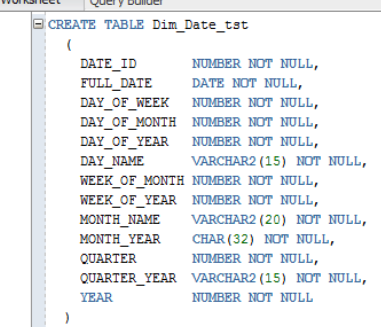 Worksheet Query Builder
CREATE TABLE Dim_Date_tst
(
DATE_ID NUMBER NOT NULL,
FULL_DATE DATE NOT NULL,
DAY_OF_WEEK NUMBER NOT NULL,
DAY_OF_MONTH NUMBER NOT NULL,
DAY_OF_YEAR NUMBER NOT NULL,
DAY_NAME VARCHAR2(15) NOT NULL,
WEEK_OF_MONTH NUMBER NOT NULL,
WEEK_OF_YEAR NUMBER NOT NULL,
MONTH_NAME VARCHAR2(20) NOT NULL,
MONTH_YEAR CHAR(32) NOT NULL,
QUARTER NUMBER NOT NULL,
QUARTER_YEAR VARCHAR2(15) NOT NULL,
YEAR NUMBER NOT NULL
)